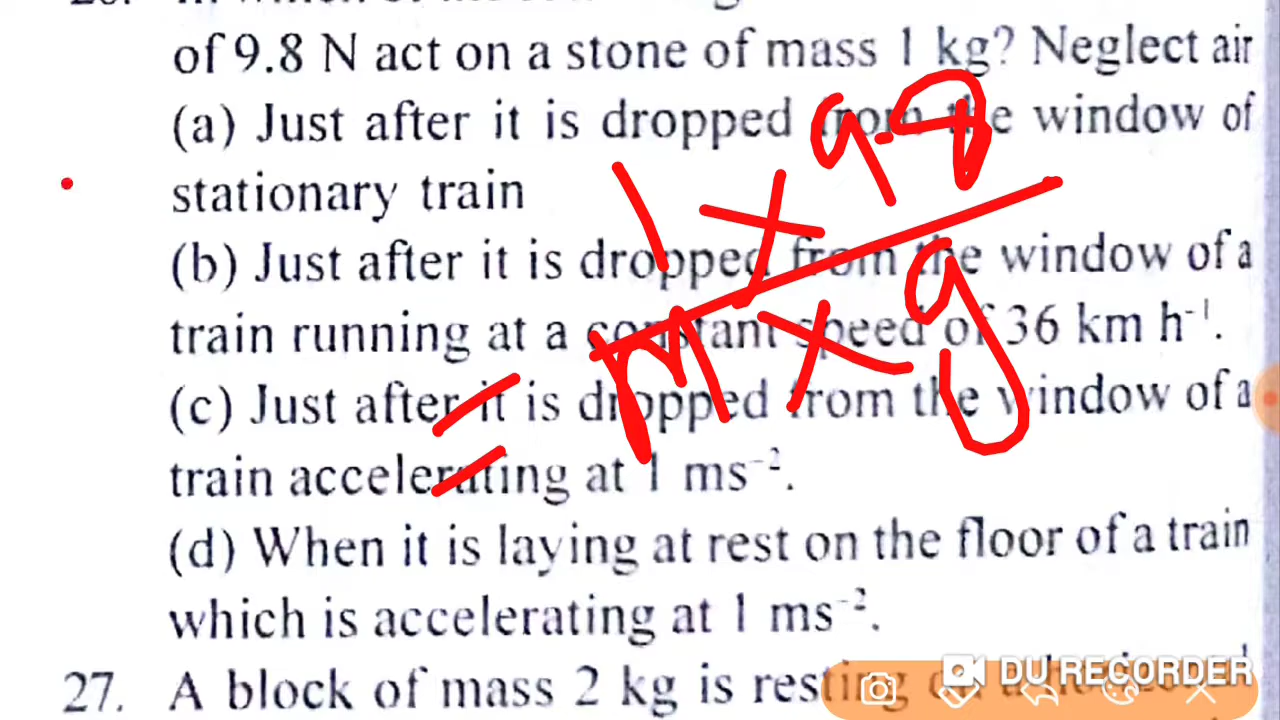 of 9.8 N act on a stone of mass 1 kg? Neglect air
(a) Just after it is dropped from the window of
stationary train
(b) Just after it is dropped from the window of a
train running at a constant speed of 36 km h⁻¹.
(c) Just after it is dropped from the window of a
train accelerating at 1 ms⁻².
(d) When it is laying at rest on the floor of a train
which is accelerating at 1 ms⁻².
27. A block of mass 2 kg is resting
1 × 9.8
= m × g
DU RECORDER